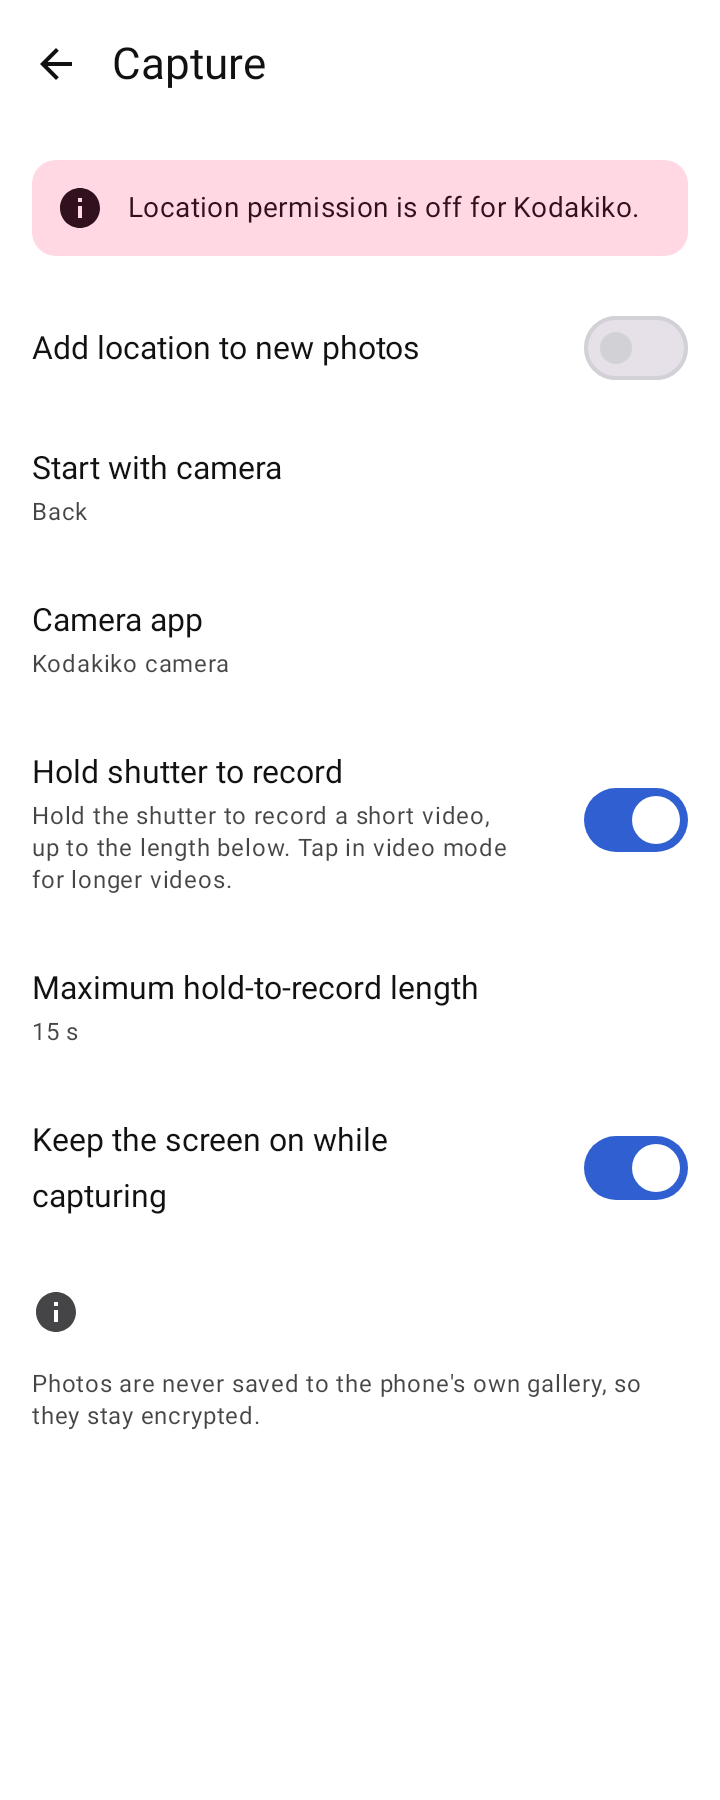 Capture
Location permission is off for Kodakiko.
Add location to new photos
Start with camera
Back
Camera app
Kodakiko camera
Hold shutter to record
Hold the shutter to record a short video,
up to the length below. Tap in video mode
for longer videos.
Maximum hold-to-record length
15 s
Keep the screen on while
capturing
Photos are never saved to the phone's own gallery, so
they stay encrypted.